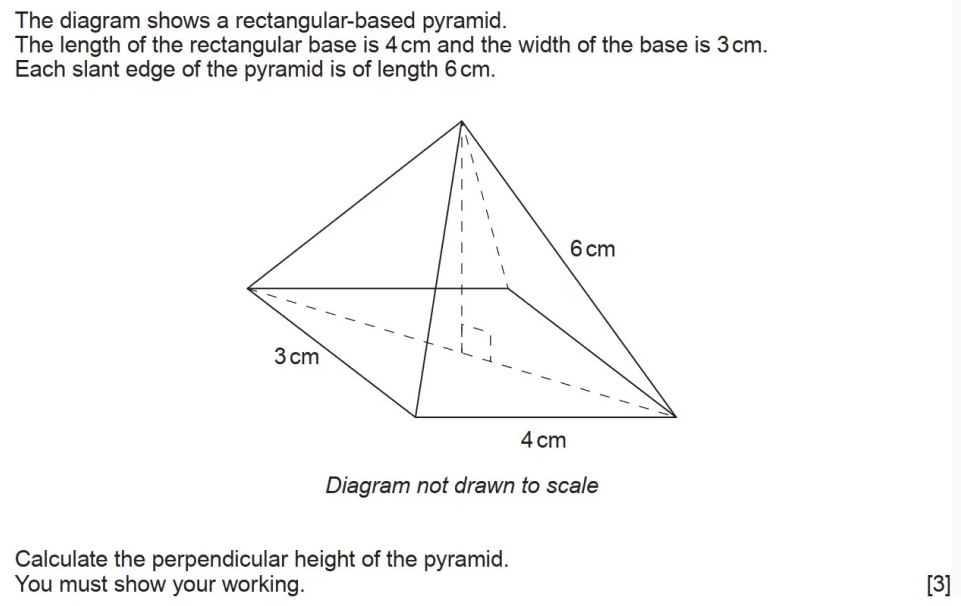 The diagram shows a rectangular-based pyramid.
The length of the rectangular base is 4 cm and the width of the base is 3 cm.
Each slant edge of the pyramid is of length 6 cm.
6 cm
3 cm
4 cm
Diagram not drawn to scale
Calculate the perpendicular height of the pyramid.
You must show your working. [3]